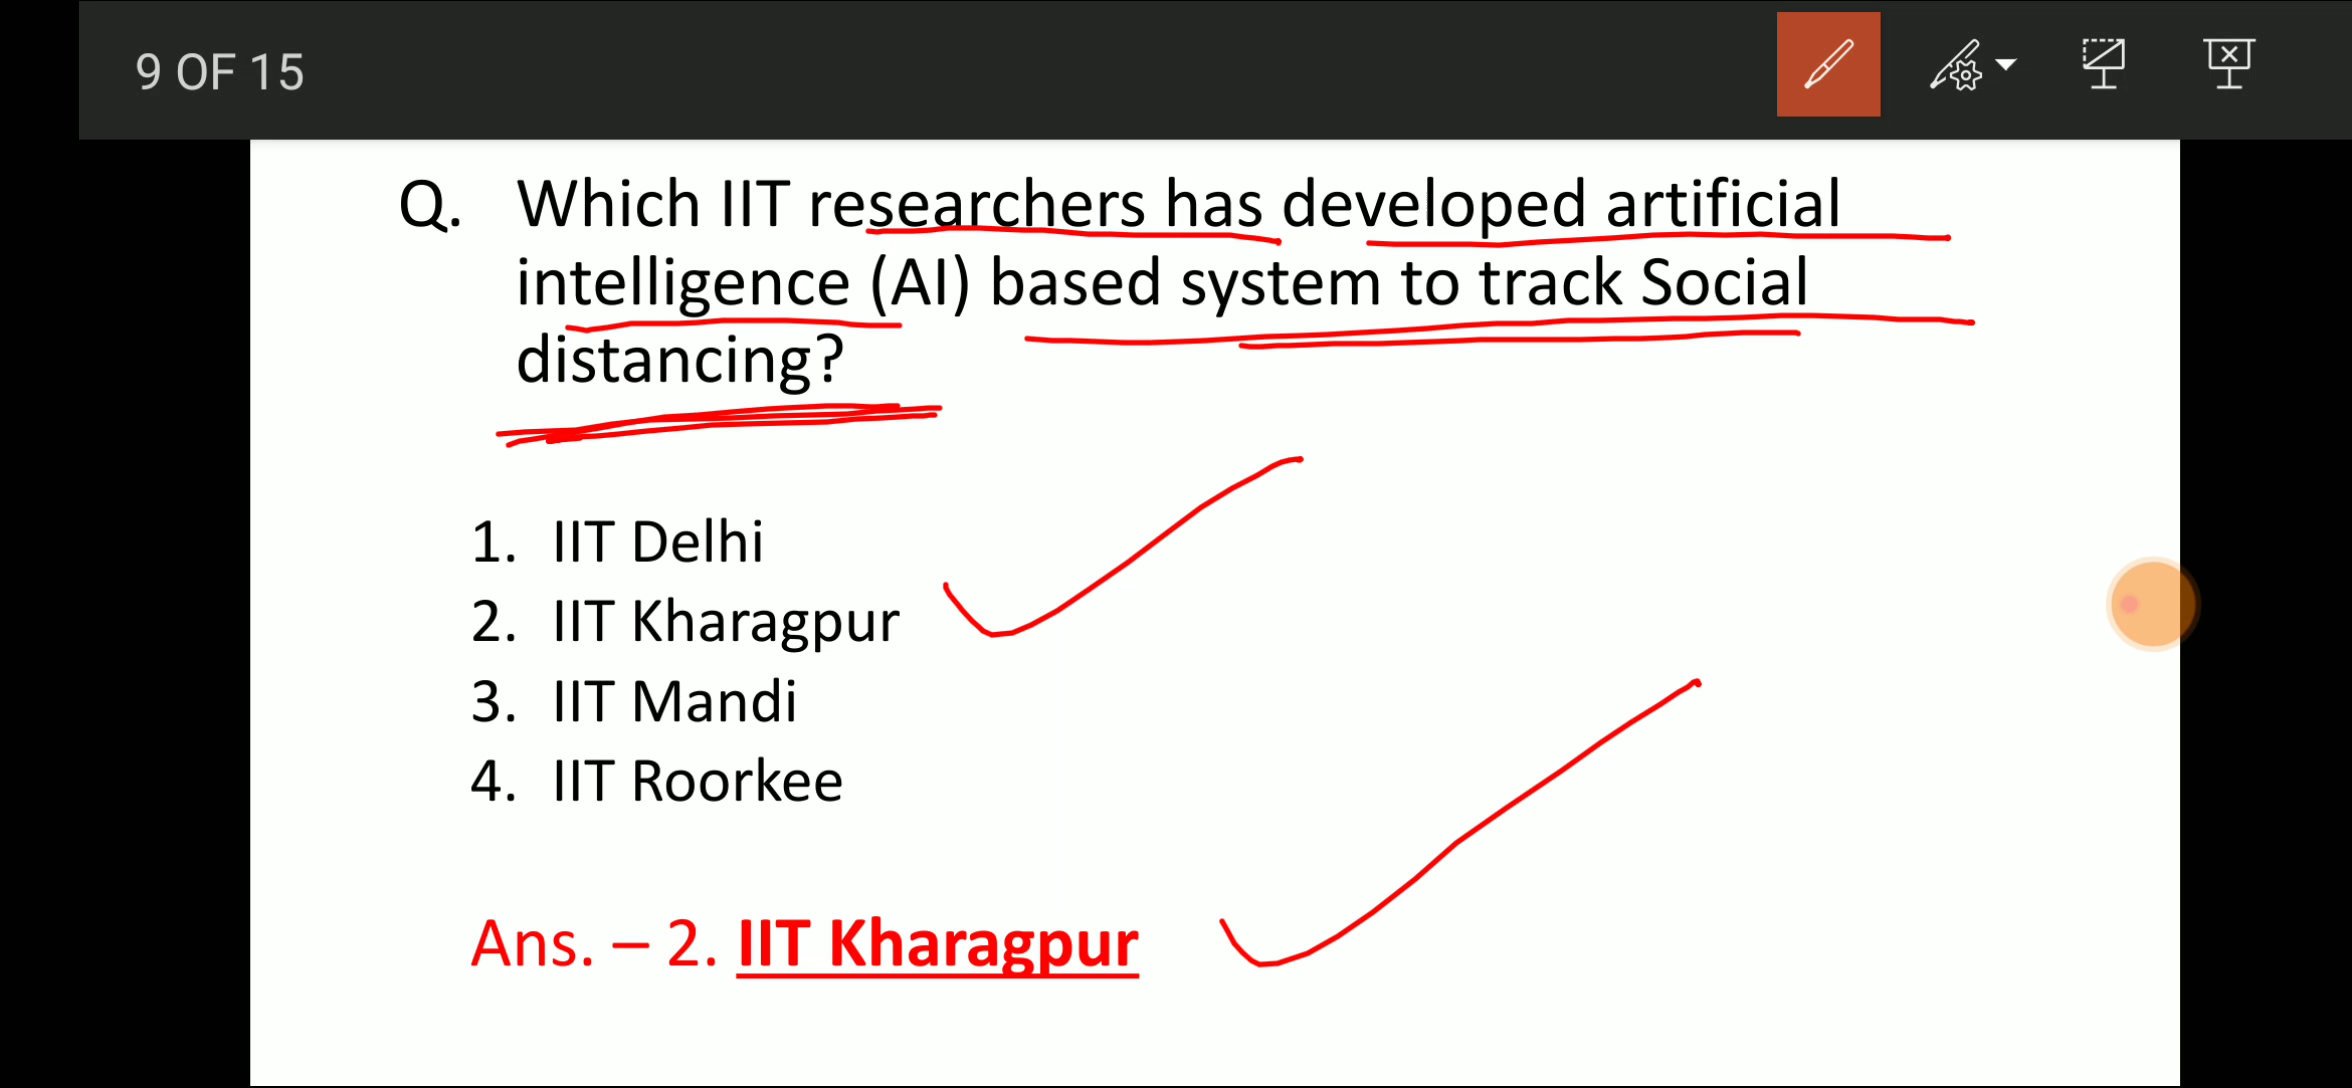 9 OF 15
Q. Which IIT researchers has developed artificial
intelligence (AI) based system to track Social
distancing?
1. IIT Delhi
2. IIT Kharagpur
3. IIT Mandi
4. IIT Roorkee
Ans. – 2. IIT Kharagpur